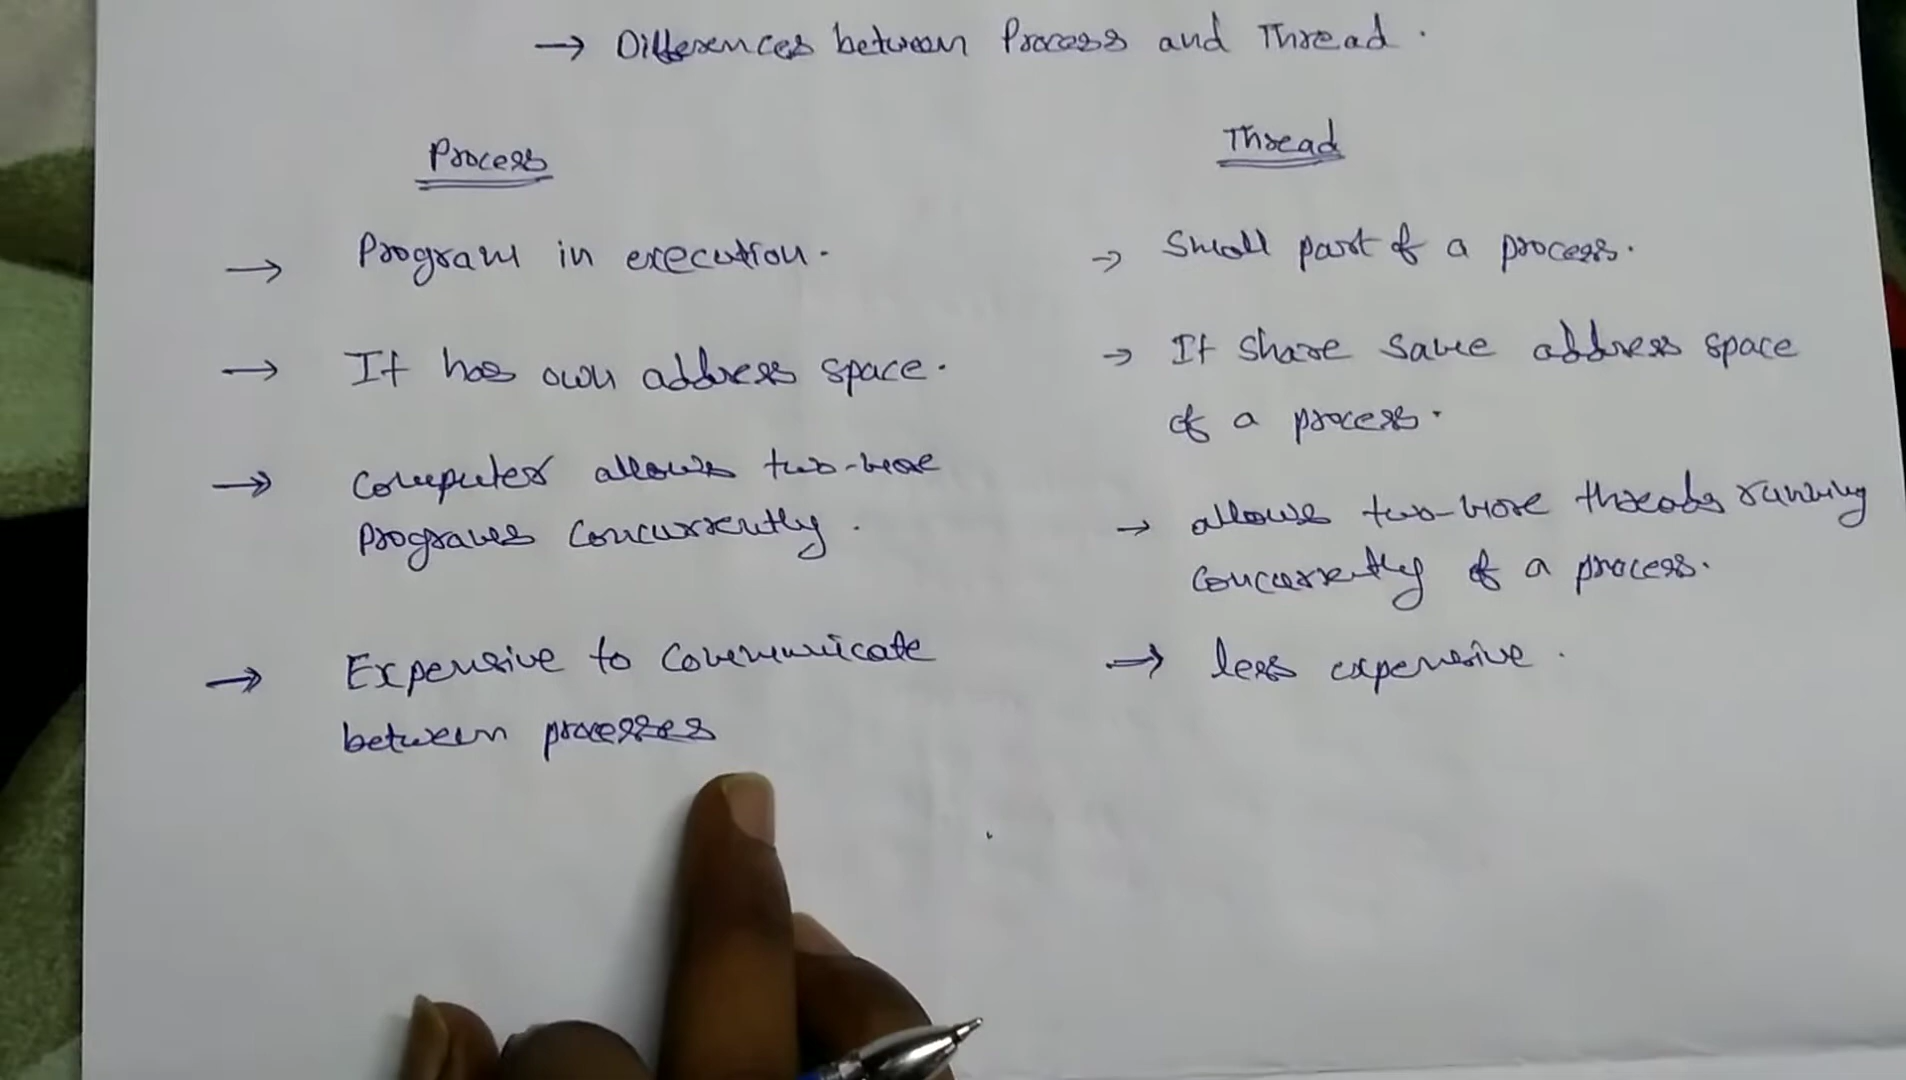 → Differences between Process and Thread.
Process
→ Program in execution.
→ It has own address space.
→ Computer allows two-more
programs concurrently.
→ Expensive to communicate
between processes
Thread
→ Small part of a process.
→ It share same address space
of a process.
→ allows two-more threads running
concurrently of a process.
→ less expensive.